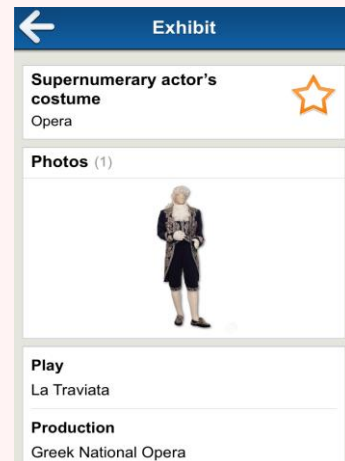 Exhibit
Supernumerary actor's
costume
Opera
Photos (1)
Play
La Traviata
Production
Greek National Opera